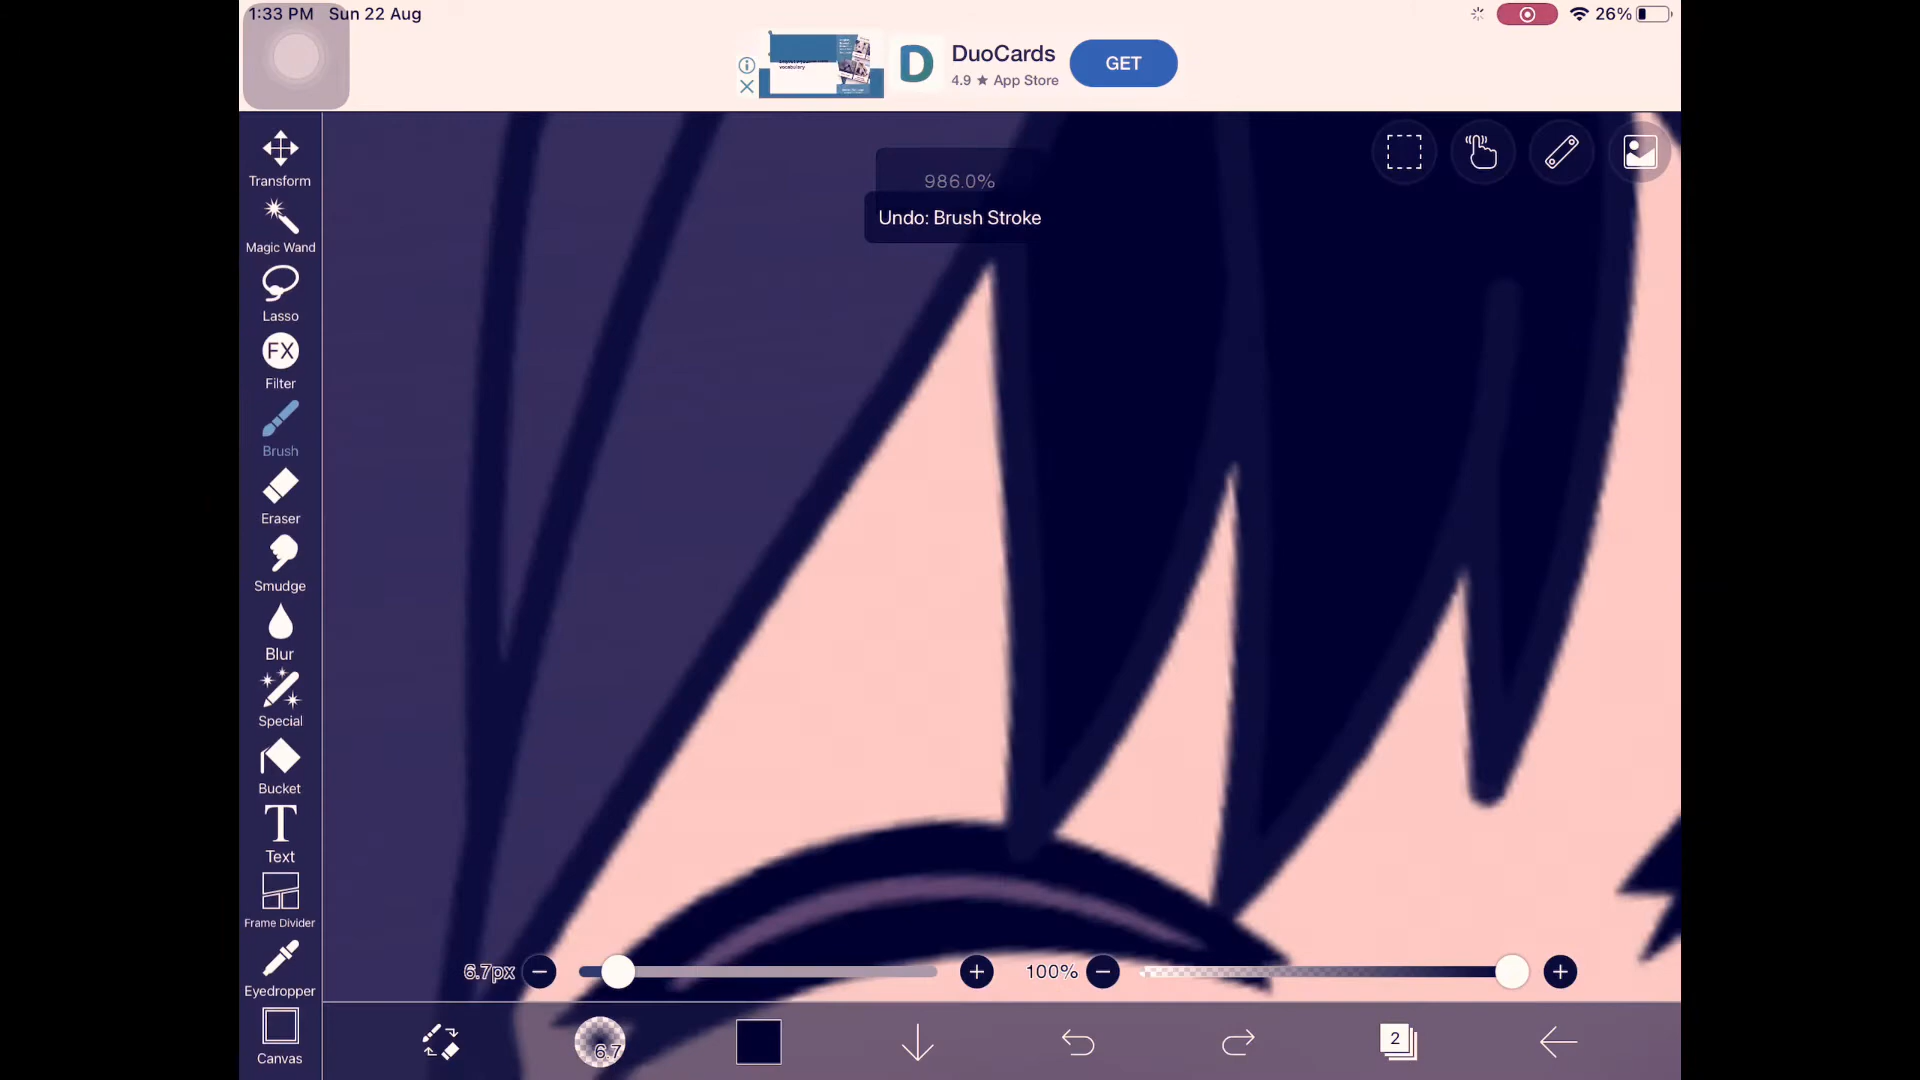 1:33 PM Sun 22 Aug
26%
DuoCards
4.9 ★ App Store
GET
vocabulary
D
986.0%
Undo: Brush Stroke
Transform
Magic Wand
Lasso
FX
Filter
Brush
Eraser
Smudge
Blur
Special
Bucket
T
Text
Frame Divider
Eyedropper
Canvas
6.7px
100%
6.7
2